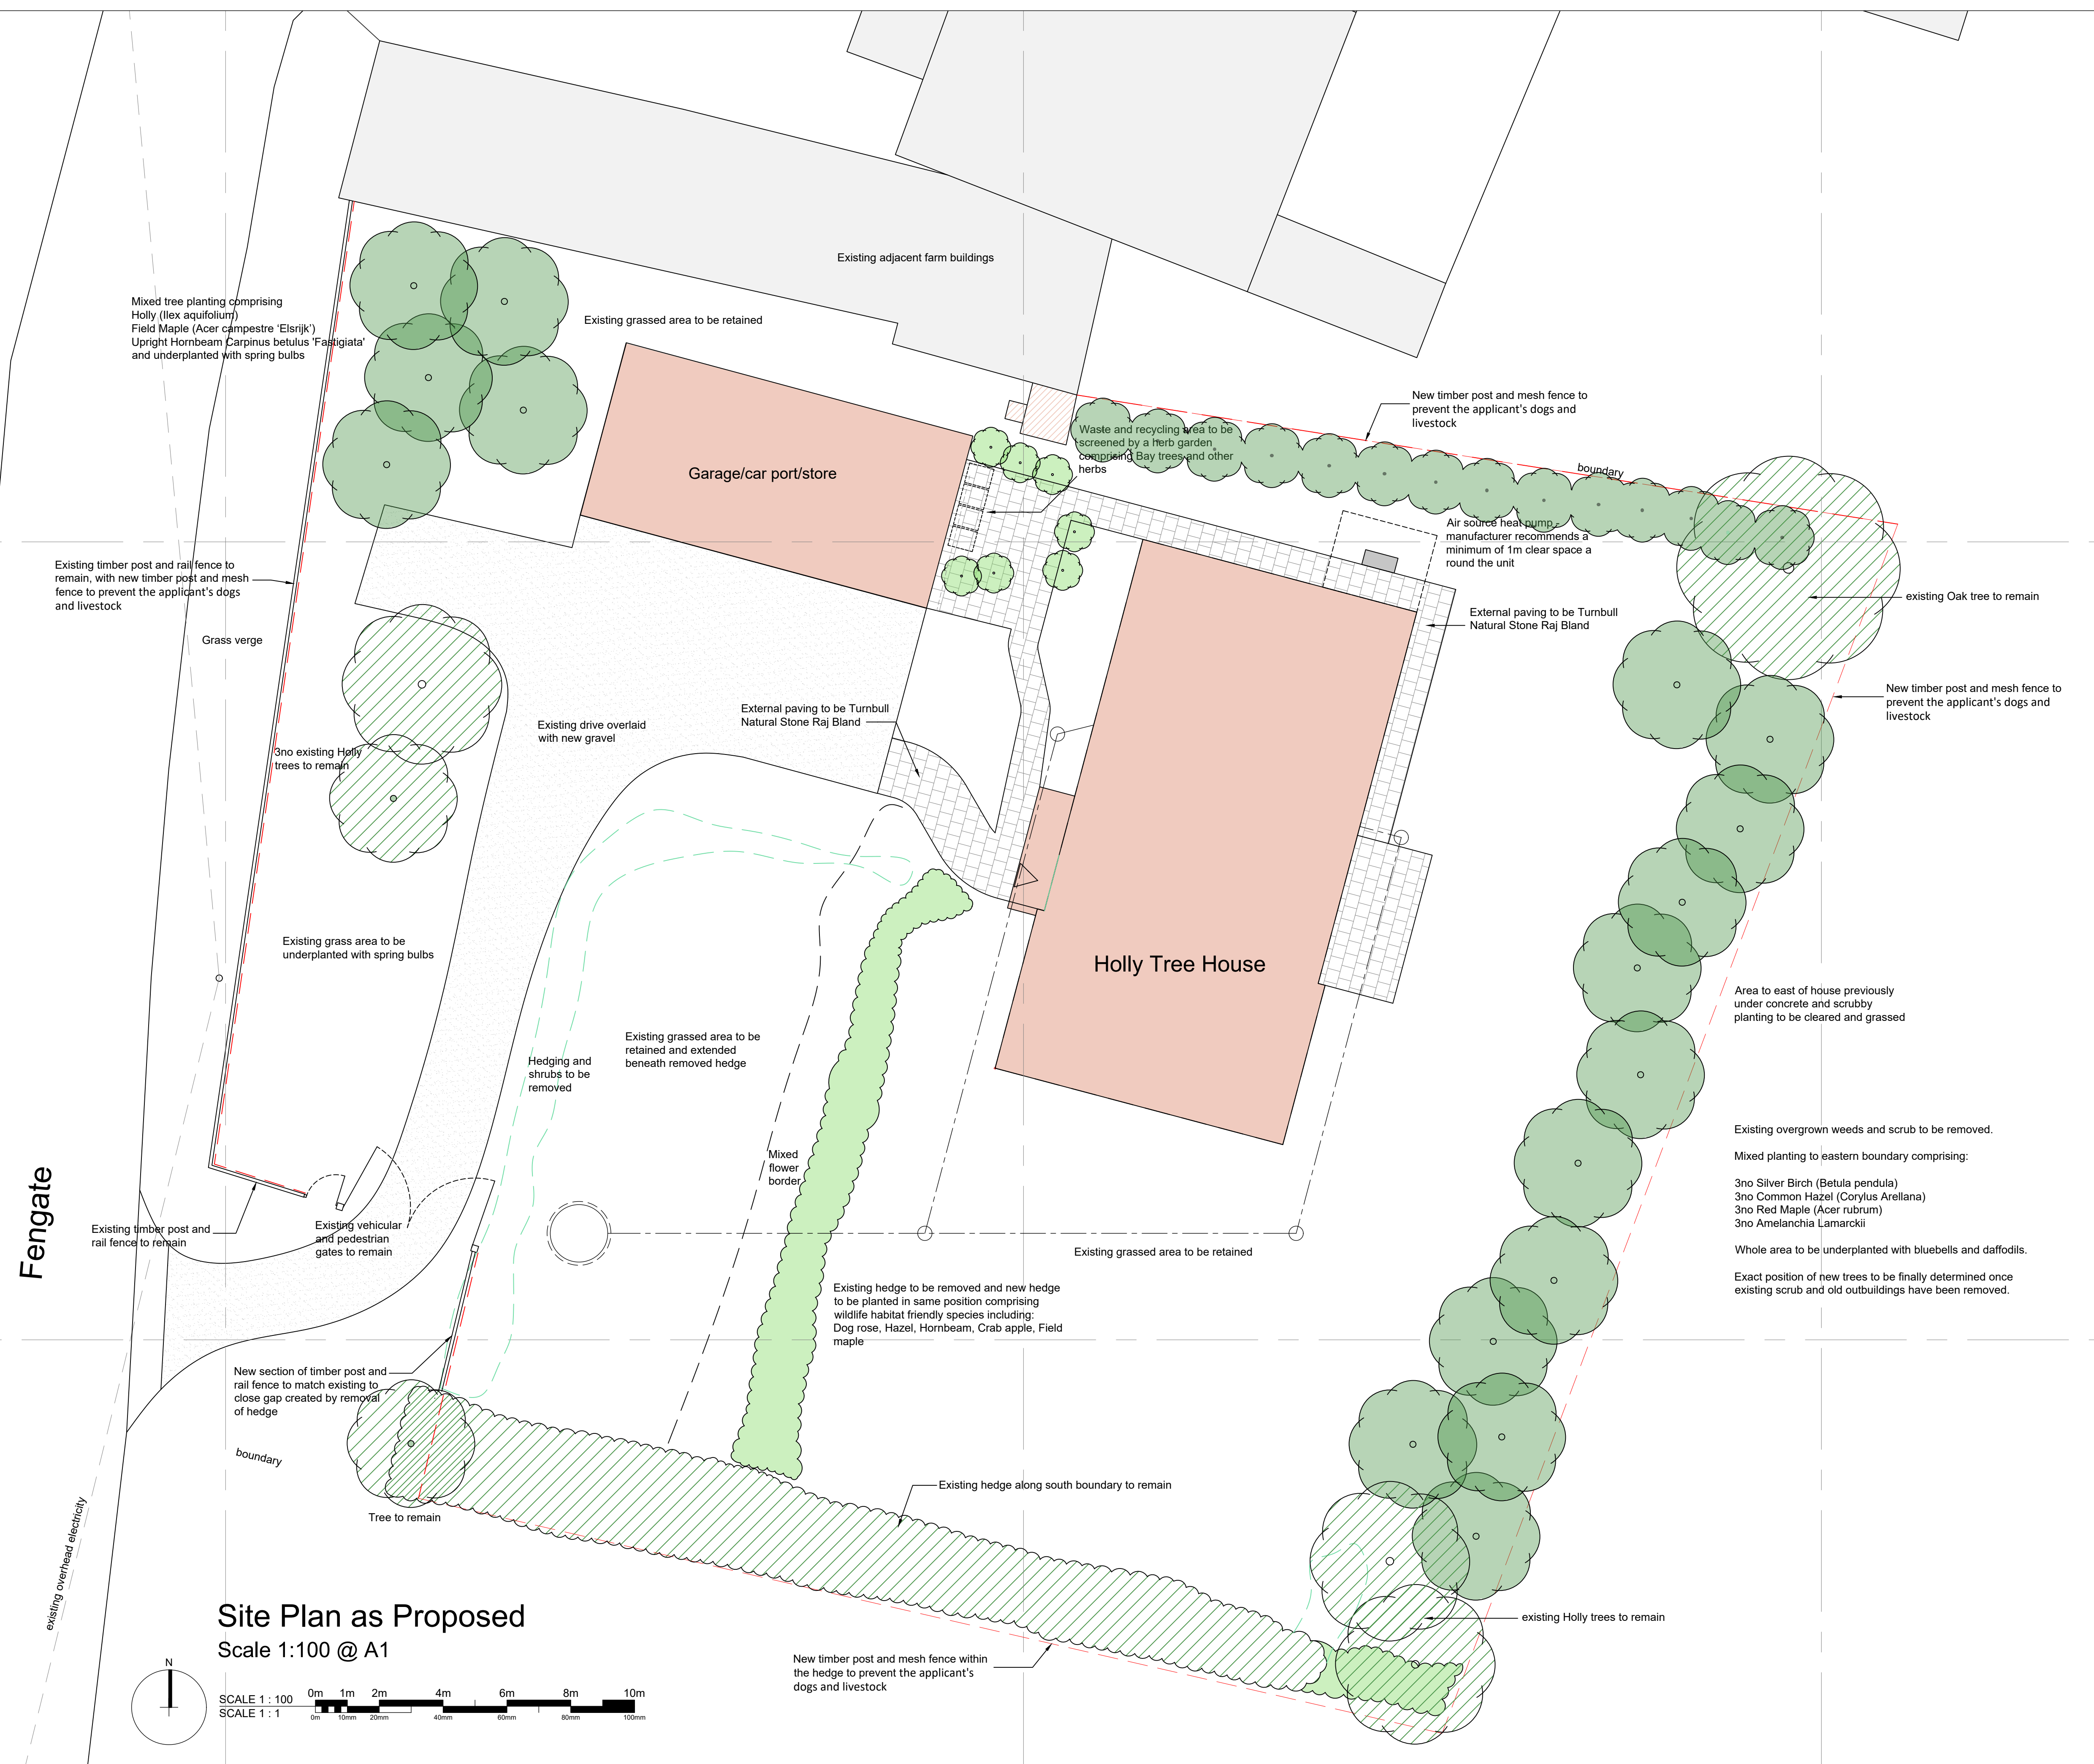 Existing adjacent farm buildings
Mixed tree planting comprising
Holly (Ilex aquifolium)
Field Maple (Acer campestre ‘Elsrijk’)
Upright Hornbeam Carpinus betulus 'Fastigiata'
and underplanted with spring bulbs
Existing grassed area to be retained
Garage/car port/store
New timber post and mesh fence to
prevent the applicant's dogs and
livestock
Waste and recycling area to be
screened by a herb garden
comprising Bay trees and other
herbs
boundary
Air source heat pump
manufacturer recommends a
minimum of 1m clear space a
round the unit
Existing timber post and rail fence to
remain, with new timber post and mesh
fence to prevent the applicant's dogs
and livestock
existing Oak tree to remain
External paving to be Turnbull
Natural Stone Raj Bland
Grass verge
New timber post and mesh fence to
prevent the applicant's dogs and
livestock
External paving to be Turnbull
Natural Stone Raj Bland
Existing drive overlaid
with new gravel
3no existing Holly
trees to remain
Existing grass area to be
underplanted with spring bulbs
Holly Tree House
Area to east of house previously
under concrete and scrubby
planting to be cleared and grassed
Existing grassed area to be
retained and extended
beneath removed hedge
Hedging and
shrubs to be
removed
Mixed
flower
border
Existing overgrown weeds and scrub to be removed.
Mixed planting to eastern boundary comprising:
3no Silver Birch (Betula pendula)
3no Common Hazel (Corylus Arellana)
3no Red Maple (Acer rubrum)
3no Amelanchia Lamarckii
Whole area to be underplanted with bluebells and daffodils.
Exact position of new trees to be finally determined once
existing scrub and old outbuildings have been removed.
Fengate
Existing timber post and
rail fence to remain
Existing vehicular
and pedestrian
gates to remain
Existing grassed area to be retained
Existing hedge to be removed and new hedge
to be planted in same position comprising
wildlife habitat friendly species including:
Dog rose, Hazel, Hornbeam, Crab apple, Field
maple
New section of timber post and
rail fence to match existing to
close gap created by removal
of hedge
boundary
Tree to remain
Existing hedge along south boundary to remain
existing overhead electricity
existing Holly trees to remain
New timber post and mesh fence within
the hedge to prevent the applicant's
dogs and livestock
Site Plan as Proposed
Scale 1:100 @ A1
N
SCALE 1 : 100 0m 1m 2m 4m 6m 8m 10m
SCALE 1 : 1 0m 10mm 20mm 40mm 60mm 80mm 100mm